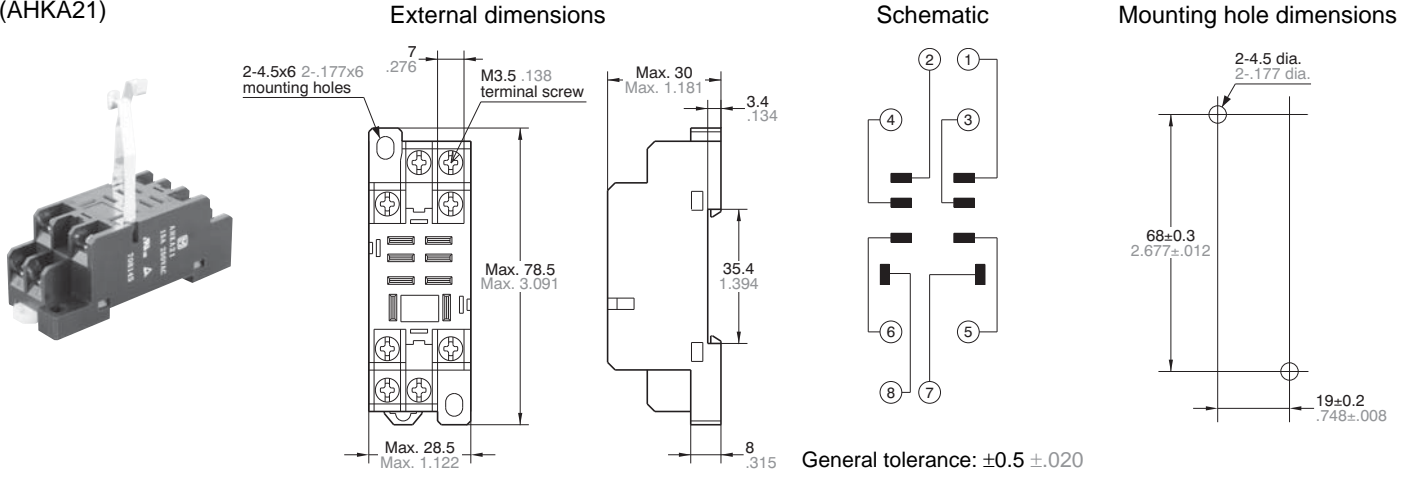 (AHKA21)
External dimensions
Schematic
Mounting hole dimensions
7
.276
2-4.5x6 2-.177x6
mounting holes
M3.5 .138
terminal screw
Max. 78.5
Max. 3.091
Max. 28.5
Max. 1.122
Max. 30
Max. 1.181
3.4
.134
35.4
1.394
8
.315
2
1
4
3
6
5
8
7
General tolerance: ±0.5 ±.020
2-4.5 dia.
2-.177 dia.
68±0.3
2.677±.012
19±0.2
.748±.008
AHKA21
15A 250VAC